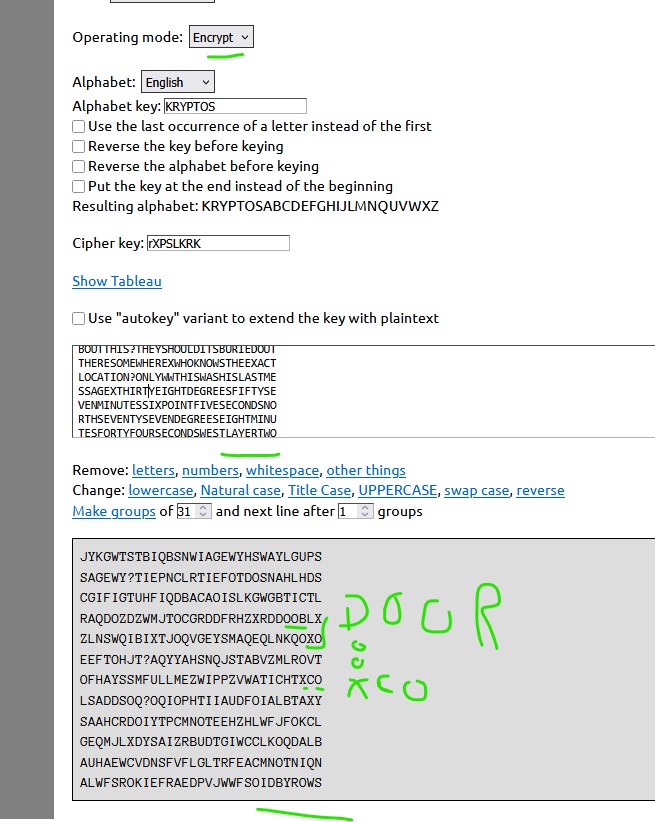 Operating mode: Encrypt
Alphabet: English
Alphabet key: KRYPTOS
Use the last occurrence of a letter instead of the first
Reverse the key before keying
Reverse the alphabet before keying
Put the key at the end instead of the beginning
Resulting alphabet: KRYPTOSABCDEFGHIJLMNQUVWXZ
Cipher key: rXPSLKRK
Show Tableau
Use "autokey" variant to extend the key with plaintext
BOUTTHIS?THEYSHOULDITSBURIEDOUT
THERESOMEWHEREXWHOKNOWSTHEEXACT
LOCATION?ONLYWWTHISWASHISLASTME
SSAGEXTHIRTYEIGHTDEGREESFIFTYSE
VENMINUTESSIXPOINTFIVESECONDSNO
RTHSEVENTYSEVENDEGREESEIGHTMINU
TESFORTYFOURSECONDSWESTLAYERTWO
Remove: letters, numbers, whitespace, other things
Change: lowercase, Natural case, Title Case, UPPERCASE, swap case, reverse
Make groups of 31 and next line after 1 groups
JYKGWTSTBIQBSNWIAGEWYHSWAYLGUPS
SAGEWY?TIEPNCLRTIEFOTDOSNAHLHDS
CGIFIGTUHFIQDBACAOISLKGWGBTICTL
RAQDOZDZWMJTOCGRDDFRHZXRDDOOBLX
ZLNSWQIBIXTJOQVGEYSMAQEQLNKQOXO
EEFTOHJT?AQYYAHSNQJSTABVZMLROVT
OFHAYSSMFULLMEZWIPPZVWATICHTXCO
LSADDSOQ?OQIOPHTIIAUDFOIALBTAXY
SAAHCRDOIYTPCMNOTEEHZHLWFJFOKCL
GEQMJLXDYSAIZRBUDTGIWCCLKOQDALB
AUHAEWCVDNSFVFLGLTRFEACMNOTNIQN
ALWFSROKIEFRAEDPVJWWFSOIDBYROWS
DOOR
XCO